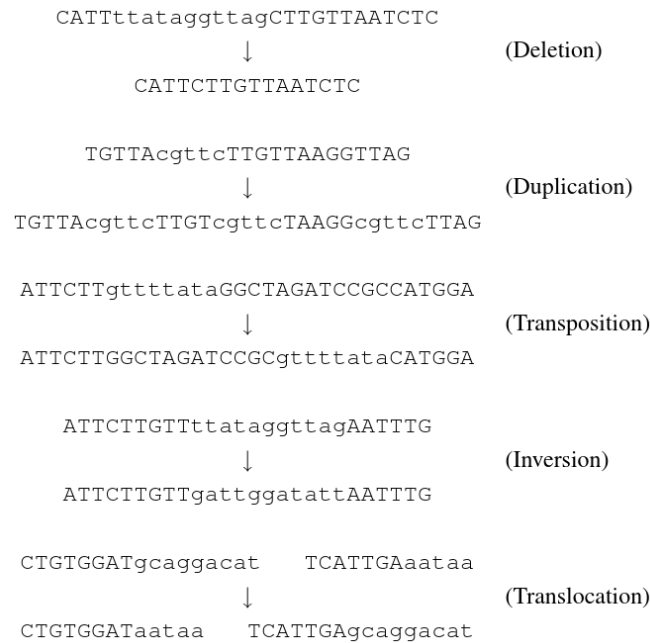 CATTttataggttagCTTGTTAATCTC
↓ (Deletion)
CATTCTTGTTAATCTC
TGTTAcgttcTTGTTAAGGTTAG
↓ (Duplication)
TGTTAcgttcTTGTcgttcTAAGGcgttcTTAG
ATTCTTgttttataGGCTAGATCCGCCATGGA
↓ (Transposition)
ATTCTTGGCTAGATCCGCgttttataCATGGA
ATTCTTGTTttataggttagAATTTG
↓ (Inversion)
ATTCTTGTTgattggatattAATTTG
CTGTGGATgcaggacat TCATTGAaataa
↓ (Translocation)
CTGTGGATaataa TCATTGAgcaggacat